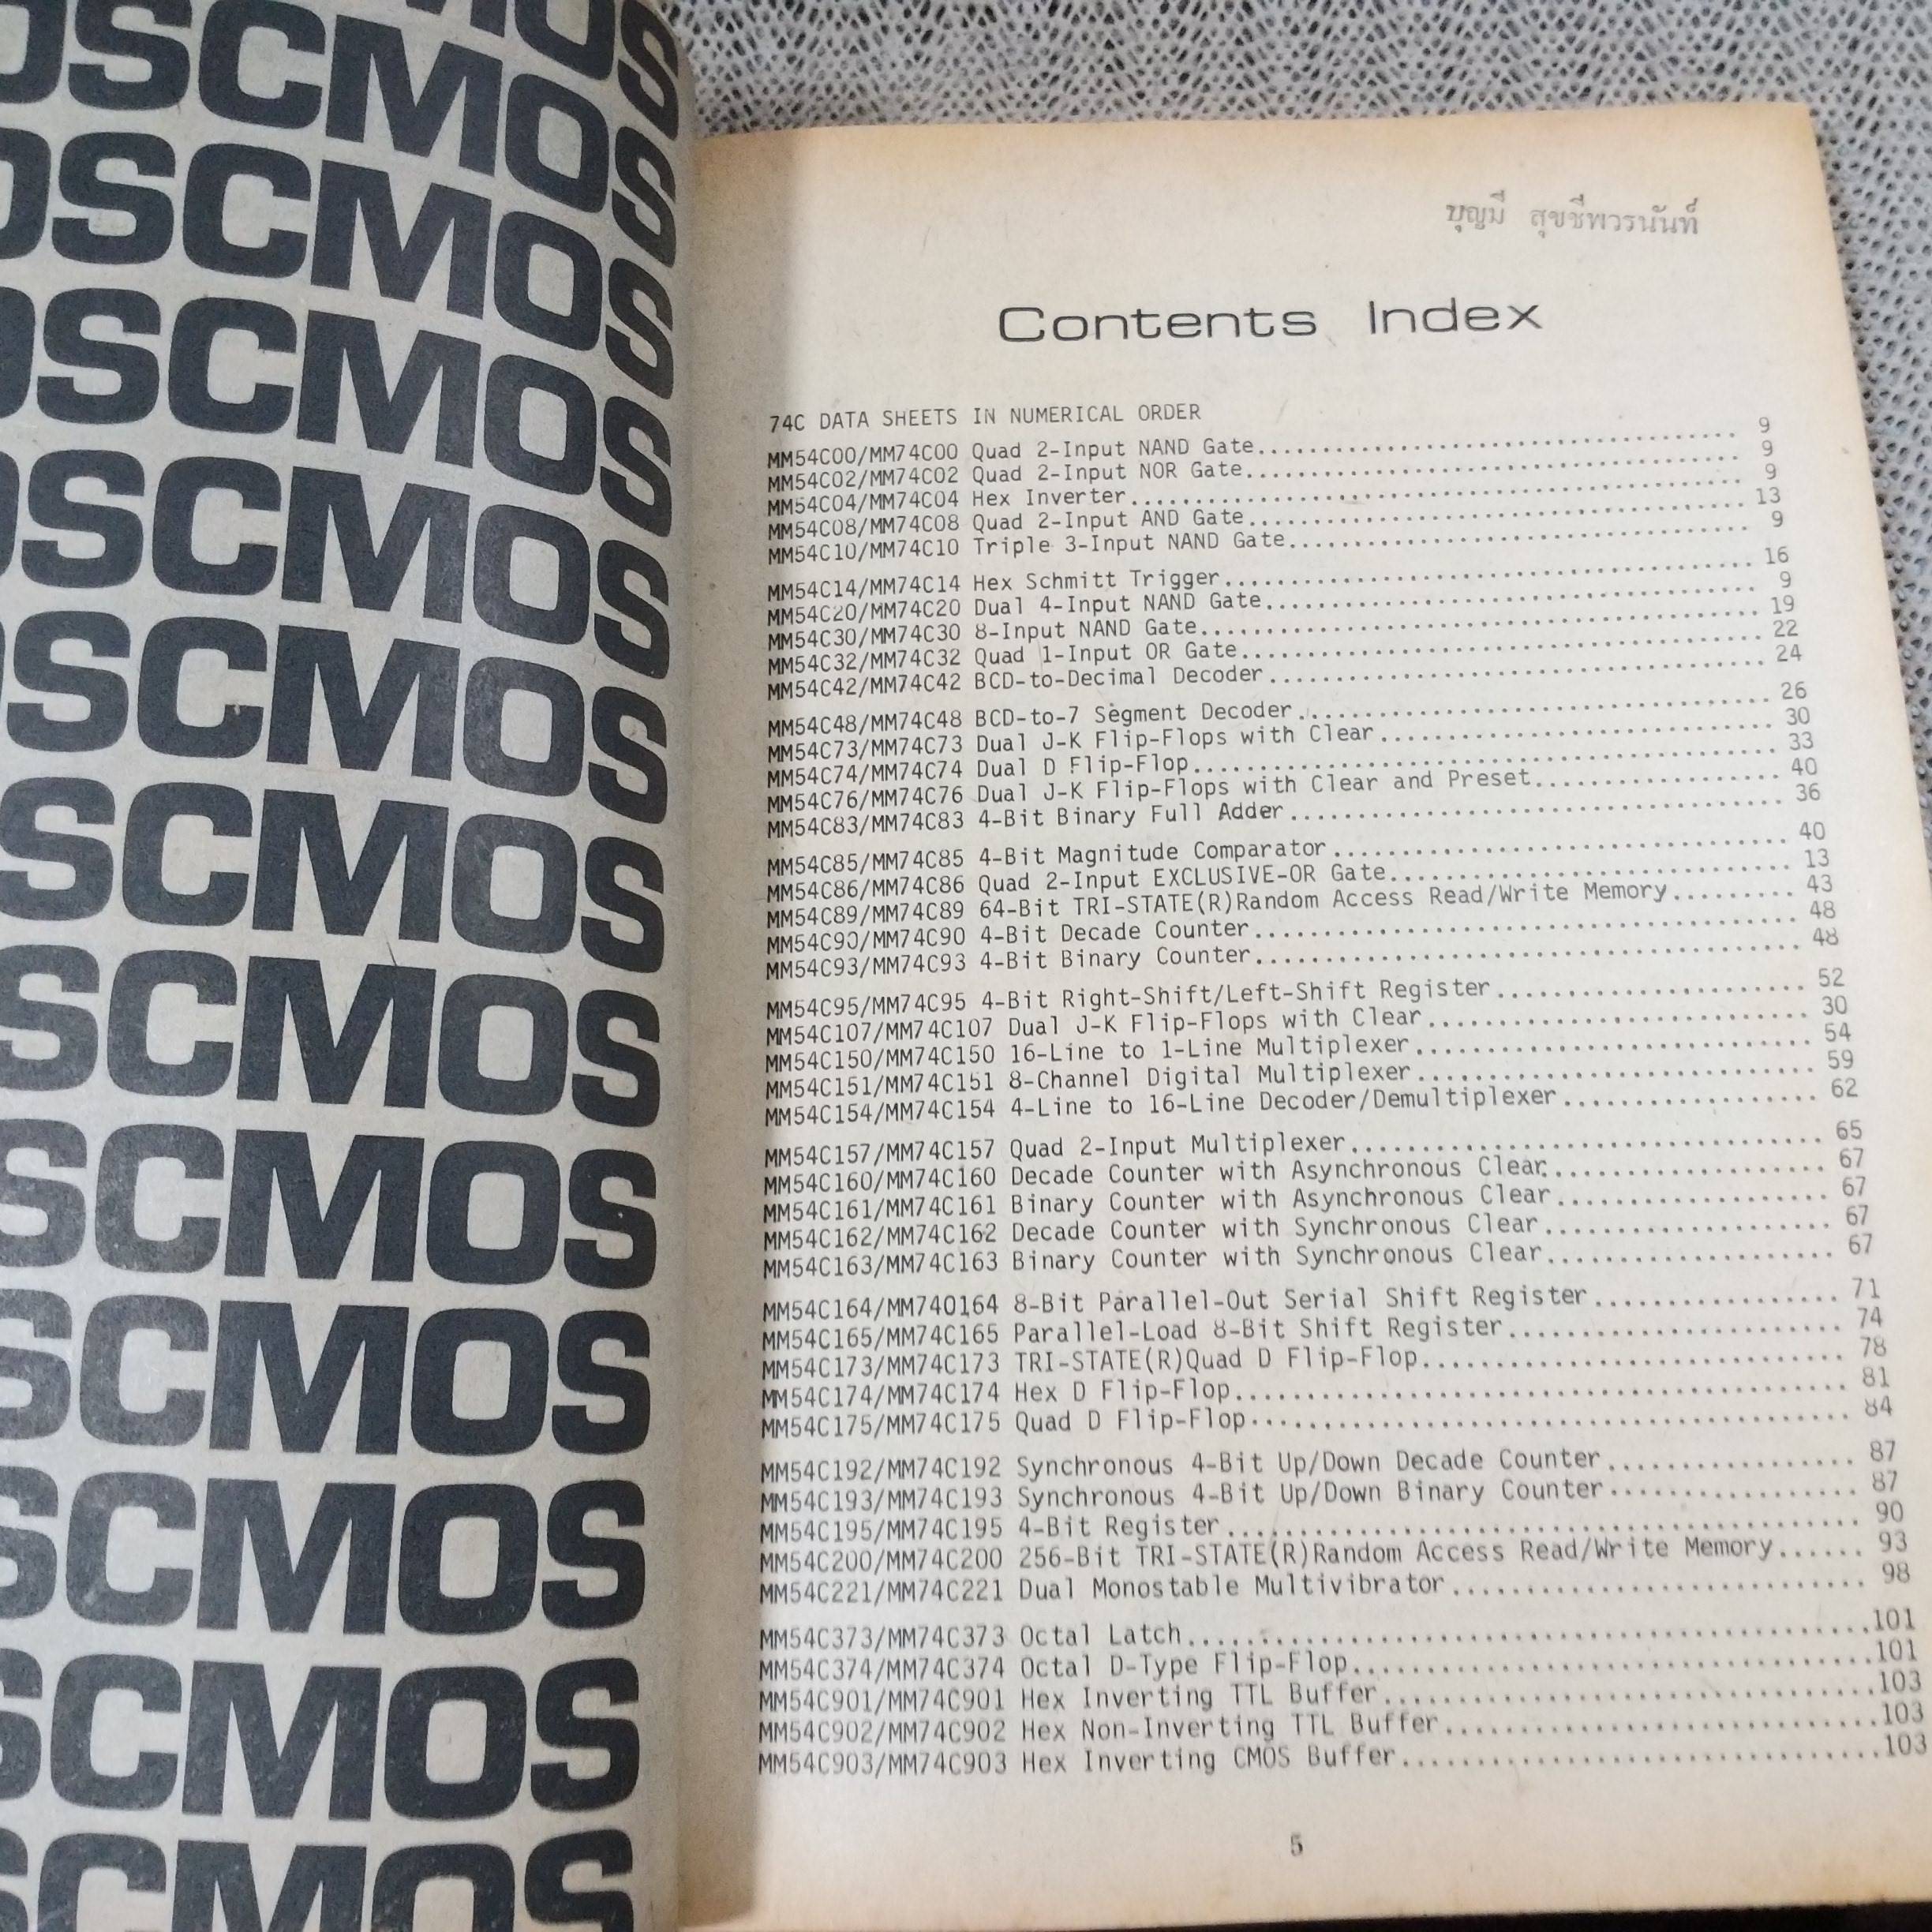 MOS
OSCMOS
OSCMOS
OSCMOS
OSCMOS
OSCMOS
SCMOS
SCMOS
SCMOS
SCMOS
SCMOS
SCMOS
SCMOS
บุญมี สุขชีพวรนันท์
Contents Index
74C DATA SHEETS IN NUMERICAL ORDER
MM54C00/MM74C00 Quad 2-Input NAND Gate 9
MM54C02/MM74C02 Quad 2-Input NOR Gate 9
MM54C04/MM74C04 Hex Inverter 9
MM54C08/MM74C08 Quad 2-Input AND Gate 13
MM54C10/MM74C10 Triple 3-Input NAND Gate 9
MM54C14/MM74C14 Hex Schmitt Trigger 16
MM54C20/MM74C20 Dual 4-Input NAND Gate 9
MM54C30/MM74C30 8-Input NAND Gate 19
MM54C32/MM74C32 Quad 1-Input OR Gate 22
MM54C42/MM74C42 BCD-to-Decimal Decoder 24
MM54C48/MM74C48 BCD-to-7 Segment Decoder 26
MM54C73/MM74C73 Dual J-K Flip-Flops with Clear 30
MM54C74/MM74C74 Dual D Flip-Flop 33
MM54C76/MM74C76 Dual J-K Flip-Flops with Clear and Preset 40
MM54C83/MM74C83 4-Bit Binary Full Adder 36
MM54C85/MM74C85 4-Bit Magnitude Comparator 40
MM54C86/MM74C86 Quad 2-Input EXCLUSIVE-OR Gate 13
MM54C89/MM74C89 64-Bit TRI-STATE(R)Random Access Read/Write Memory 43
MM54C90/MM74C90 4-Bit Decade Counter 48
MM54C93/MM74C93 4-Bit Binary Counter 48
MM54C95/MM74C95 4-Bit Right-Shift/Left-Shift Register 52
MM54C107/MM74C107 Dual J-K Flip-Flops with Clear 30
MM54C150/MM74C150 16-Line to 1-Line Multiplexer 54
MM54C151/MM74C151 8-Channel Digital Multiplexer 59
MM54C154/MM74C154 4-Line to 16-Line Decoder/Demultiplexer 62
MM54C157/MM74C157 Quad 2-Input Multiplexer 65
MM54C160/MM74C160 Decade Counter with Asynchronous Clear 67
MM54C161/MM74C161 Binary Counter with Asynchronous Clear 67
MM54C162/MM74C162 Decade Counter with Synchronous Clear 67
MM54C163/MM74C163 Binary Counter with Synchronous Clear 67
MM54C164/MM740164 8-Bit Parallel-Out Serial Shift Register 71
MM54C165/MM74C165 Parallel-Load 8-Bit Shift Register 74
MM54C173/MM74C173 TRI-STATE(R)Quad D Flip-Flop 78
MM54C174/MM74C174 Hex D Flip-Flop 81
MM54C175/MM74C175 Quad D Flip-Flop 84
MM54C192/MM74C192 Synchronous 4-Bit Up/Down Decade Counter 87
MM54C193/MM74C193 Synchronous 4-Bit Up/Down Binary Counter 87
MM54C195/MM74C195 4-Bit Register 90
MM54C200/MM74C200 256-Bit TRI-STATE(R)Random Access Read/Write Memory 93
MM54C221/MM74C221 Dual Monostable Multivibrator 98
MM54C373/MM74C373 Octal Latch 101
MM54C374/MM74C374 Octal D-Type Flip-Flop 101
MM54C901/MM74C901 Hex Inverting TTL Buffer 103
MM54C902/MM74C902 Hex Non-Inverting TTL Buffer 103
MM54C903/MM74C903 Hex Inverting CMOS Buffer 103
5